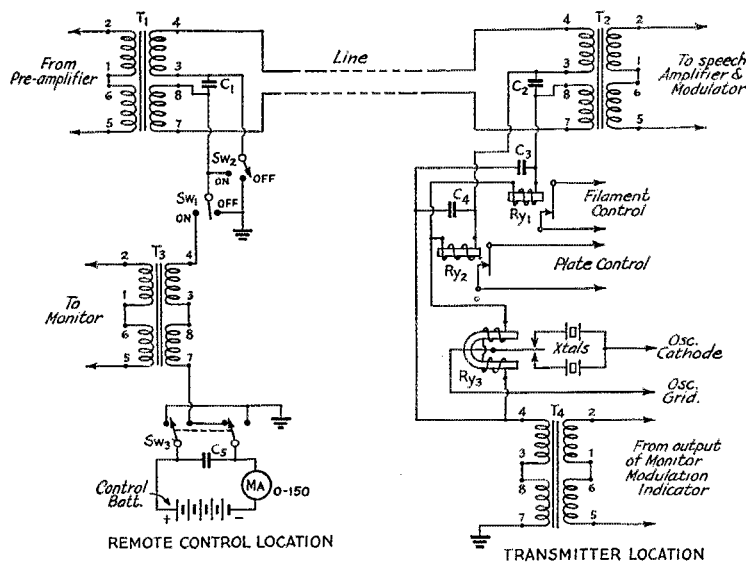 T1
2
4
From
Pre-amplifier
1
3
6
8
5
7
C1
Line
T2
4
2
3
1
8
6
7
5
C2
To speech
Amplifier &
Modulator
Sw2
ON
OFF
Sw1
ON
OFF
C3
C4
Ry1
Filament
Control
Ry2
Plate Control
T3
2
4
1
3
6
8
5
7
To
Monitor
Ry3
Xtals
Osc.
Cathode
Osc.
Grid.
Sw3
C5
MA
0-150
Control
Batt.
+
-
T4
4
2
3
1
8
6
7
5
From output
of Monitor
Modulation
Indicator
REMOTE CONTROL LOCATION
TRANSMITTER LOCATION